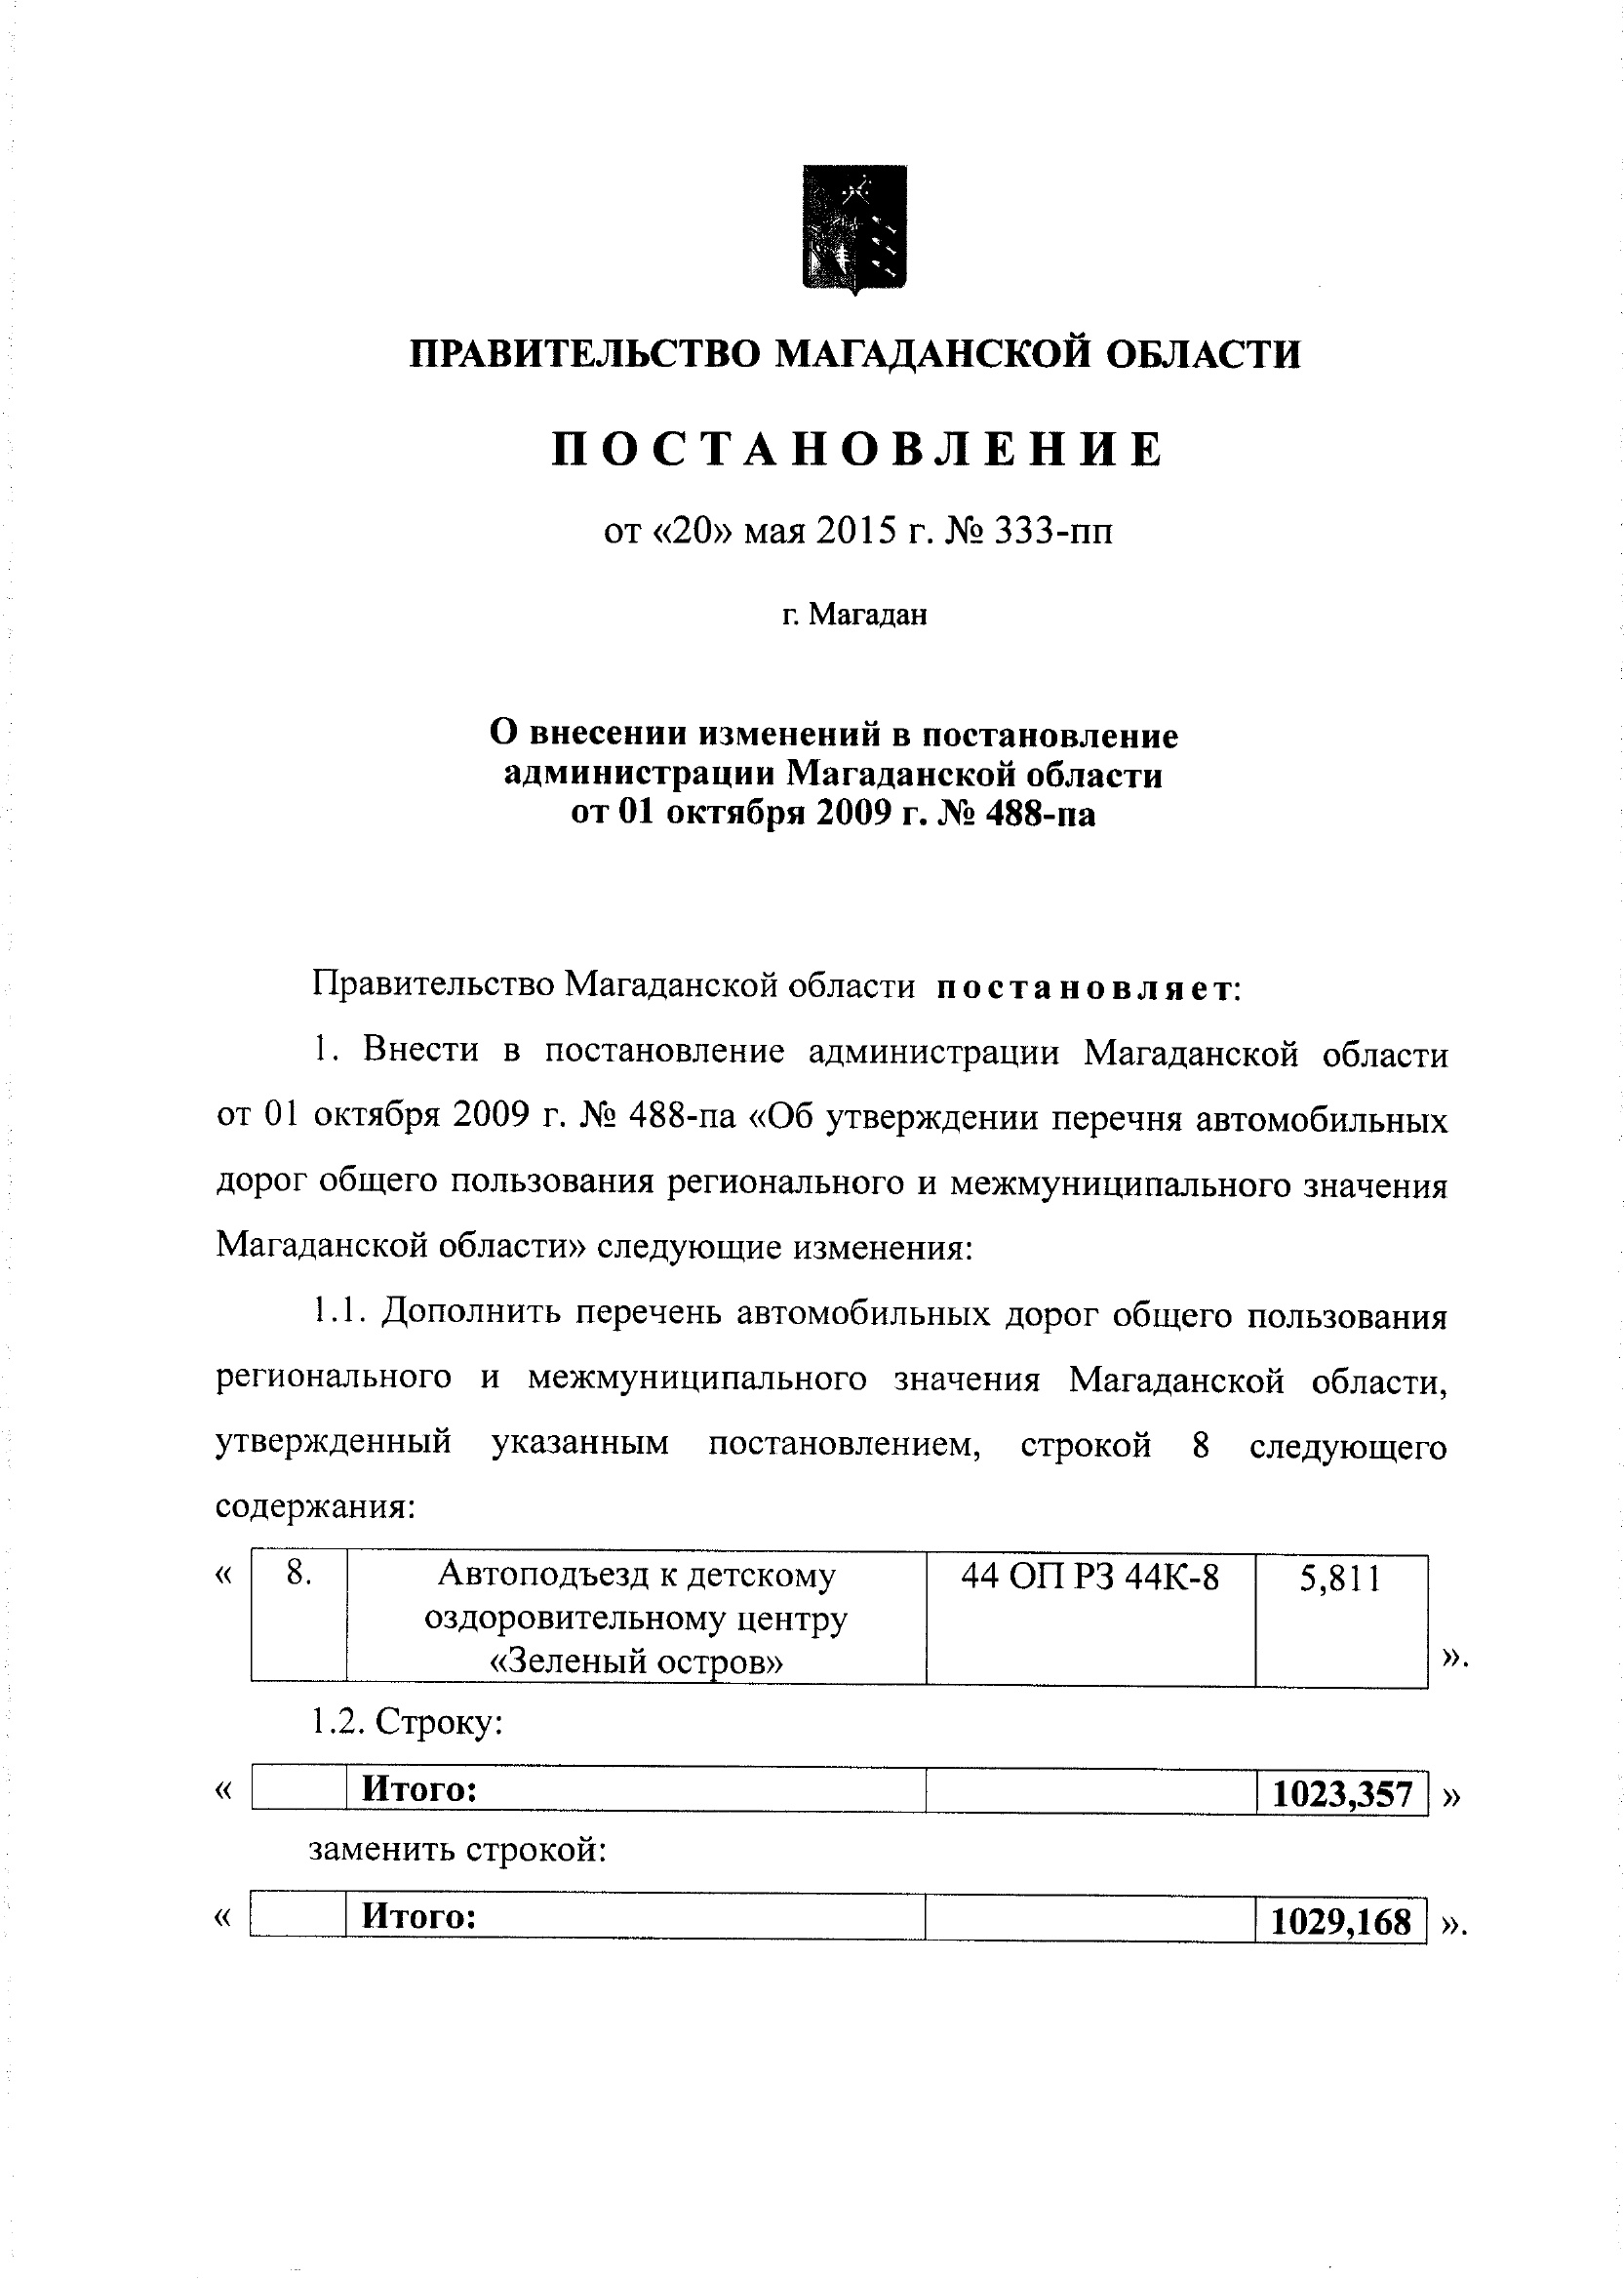 ПРАВИТЕЛЬСТВО МАГАДАНСКОЙ ОБЛАСТИ
ПОСТАНОВЛЕНИЕ
от «20» мая 2015 г. № 333-пп
г. Магадан
О внесении изменений в постановление
администрации Магаданской области
от 01 октября 2009 г. № 488-па
Правительство Магаданской области постановляет:
1. Внести в постановление администрации Магаданской области
от 01 октября 2009 г. № 488-па «Об утверждении перечня автомобильных
дорог общего пользования регионального и межмуниципального значения
Магаданской области» следующие изменения:
1.1. Дополнить перечень автомобильных дорог общего пользования
регионального и межмуниципального значения Магаданской области,
утвержденный указанным постановлением, строкой 8 следующего
содержания:
« 8. Автоподъезд к детскому 44 ОП РЗ 44К-8 5,811
оздоровительному центру
«Зеленый остров» ».
1.2. Строку:
« Итого: 1023,357 »
заменить строкой:
« Итого: 1029,168 ».